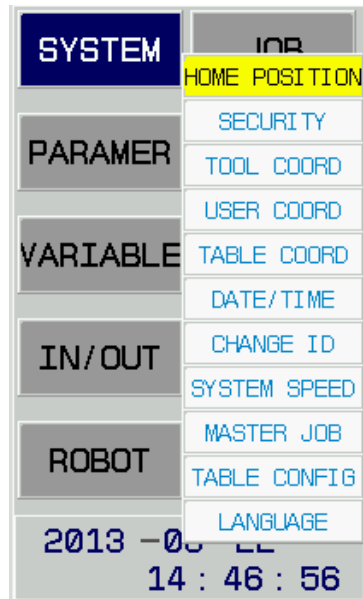 SYSTEM
HOME POSITION
SECURITY
PARAMER
TOOL COORD
USER COORD
VARIABLE
TABLE COORD
DATE/TIME
IN/OUT
CHANGE ID
SYSTEM SPEED
MASTER JOB
ROBOT
TABLE CONFIG
LANGUAGE
2013
14 : 46 : 56